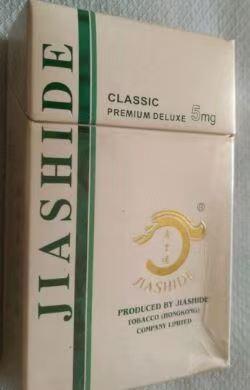 JIASHIDE
CLASSIC
PREMIUM DELUXE 5mg
®
JIASHIDE
PRODUCED BY JIASHIDE
TOBACCO (HONGKONG)
COMPANY LIMITED